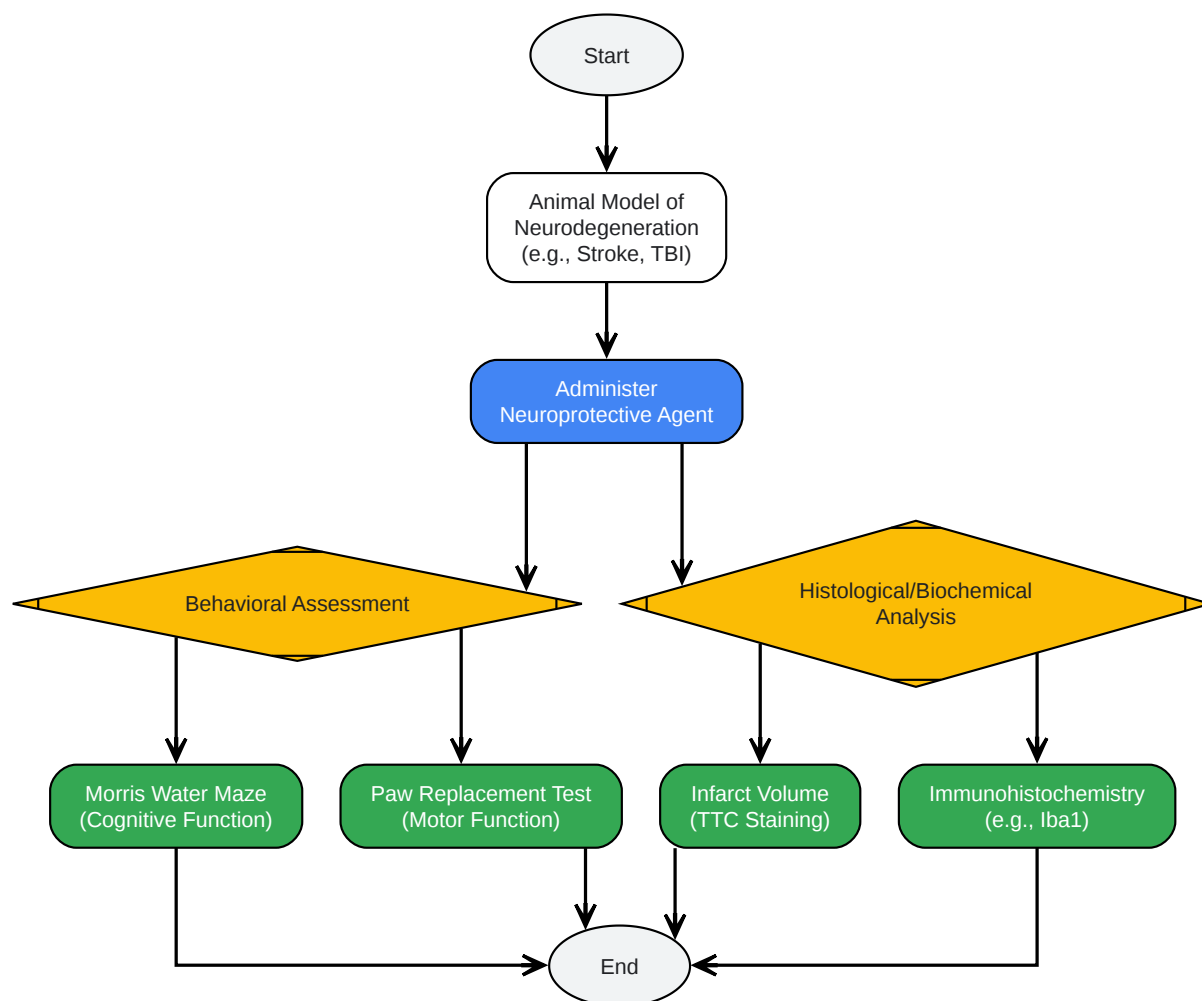 Start
Animal Model of
Neurodegeneration
(e.g., Stroke, TBI)
Administer
Neuroprotective Agent
Behavioral Assessment
Histological/Biochemical
Analysis
Morris Water Maze
(Cognitive Function)
Paw Replacement Test
(Motor Function)
Infarct Volume
(TTC Staining)
Immunohistochemistry
(e.g., Iba1)
End